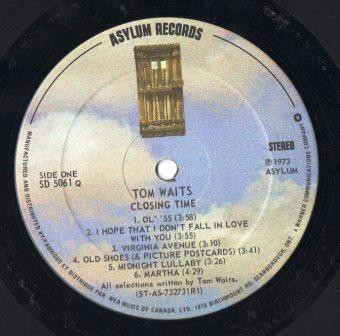 ASYLUM RECORDS
SIDE ONE
SD 5061 Q
STEREO
℗ 1973
ASYLUM
TOM WAITS
CLOSING TIME
1. OL' '55 (3:58)
2. I HOPE THAT I DON'T FALL IN LOVE
WITH YOU (3:55)
3. VIRGINIA AVENUE (3:10)
4. OLD SHOES (& PICTURE POSTCARDS) (3:41)
5. MIDNIGHT LULLABY (3:26)
6. MARTHA (4:29)
All selections written by Tom Waits.
(ST-AS-732731R1)
MANUFACTURED AND DISTRIBUTED BY/FABRIQUE ET DISTRIBUE PAR: WEA MUSIC OF CANADA, LTD. 1810 BIRCHMOUNT RD., SCARBOROUGH, ONT.
A WARNER COMMUNICATIONS COMPANY